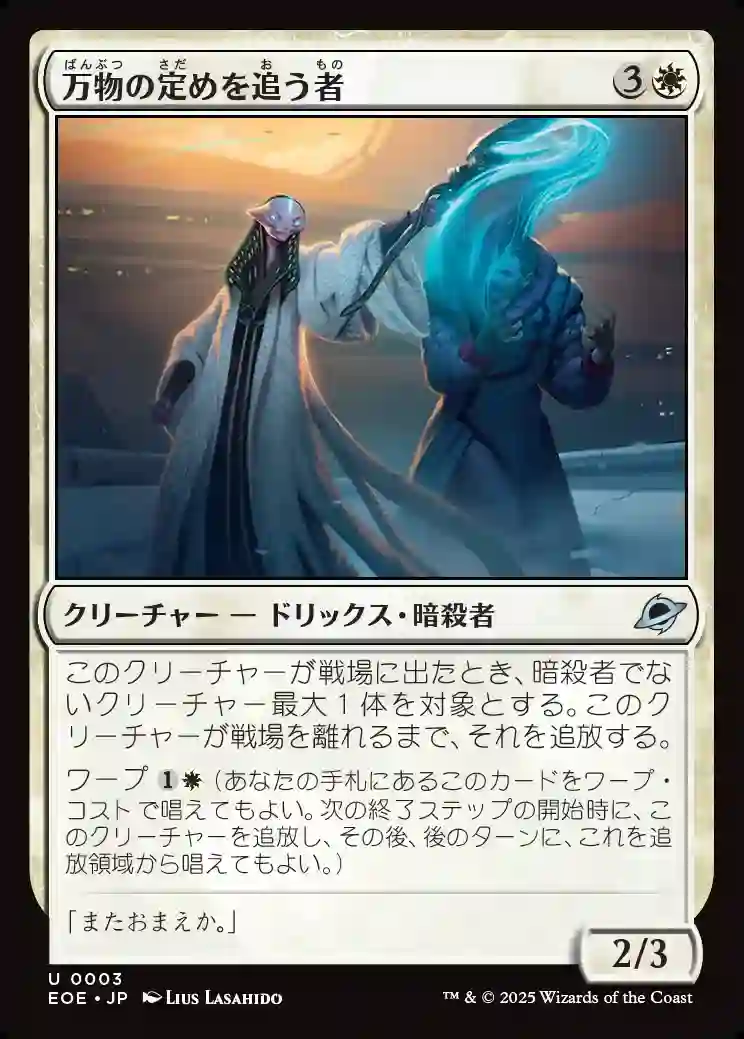 ばんぶつ さだ お もの
万物の定めを追う者 3
クリーチャー — ドリックス・暗殺者
このクリーチャーが戦場に出たとき、暗殺者でな
いクリーチャー最大１体を対象とする。このク
リーチャーが戦場を離れるまで、それを追放する。
ワープ 1 （あなたの手札にあるこのカードをワープ・
コストで唱えてもよい。次の終了ステップの開始時に、こ
のクリーチャーを追放し、その後、後のターンに、これを追
放領域から唱えてもよい。）
「またおまえか。」
2/3
U 0003
EOE • JP Lius Lasahido
™ & © 2025 Wizards of the Coast